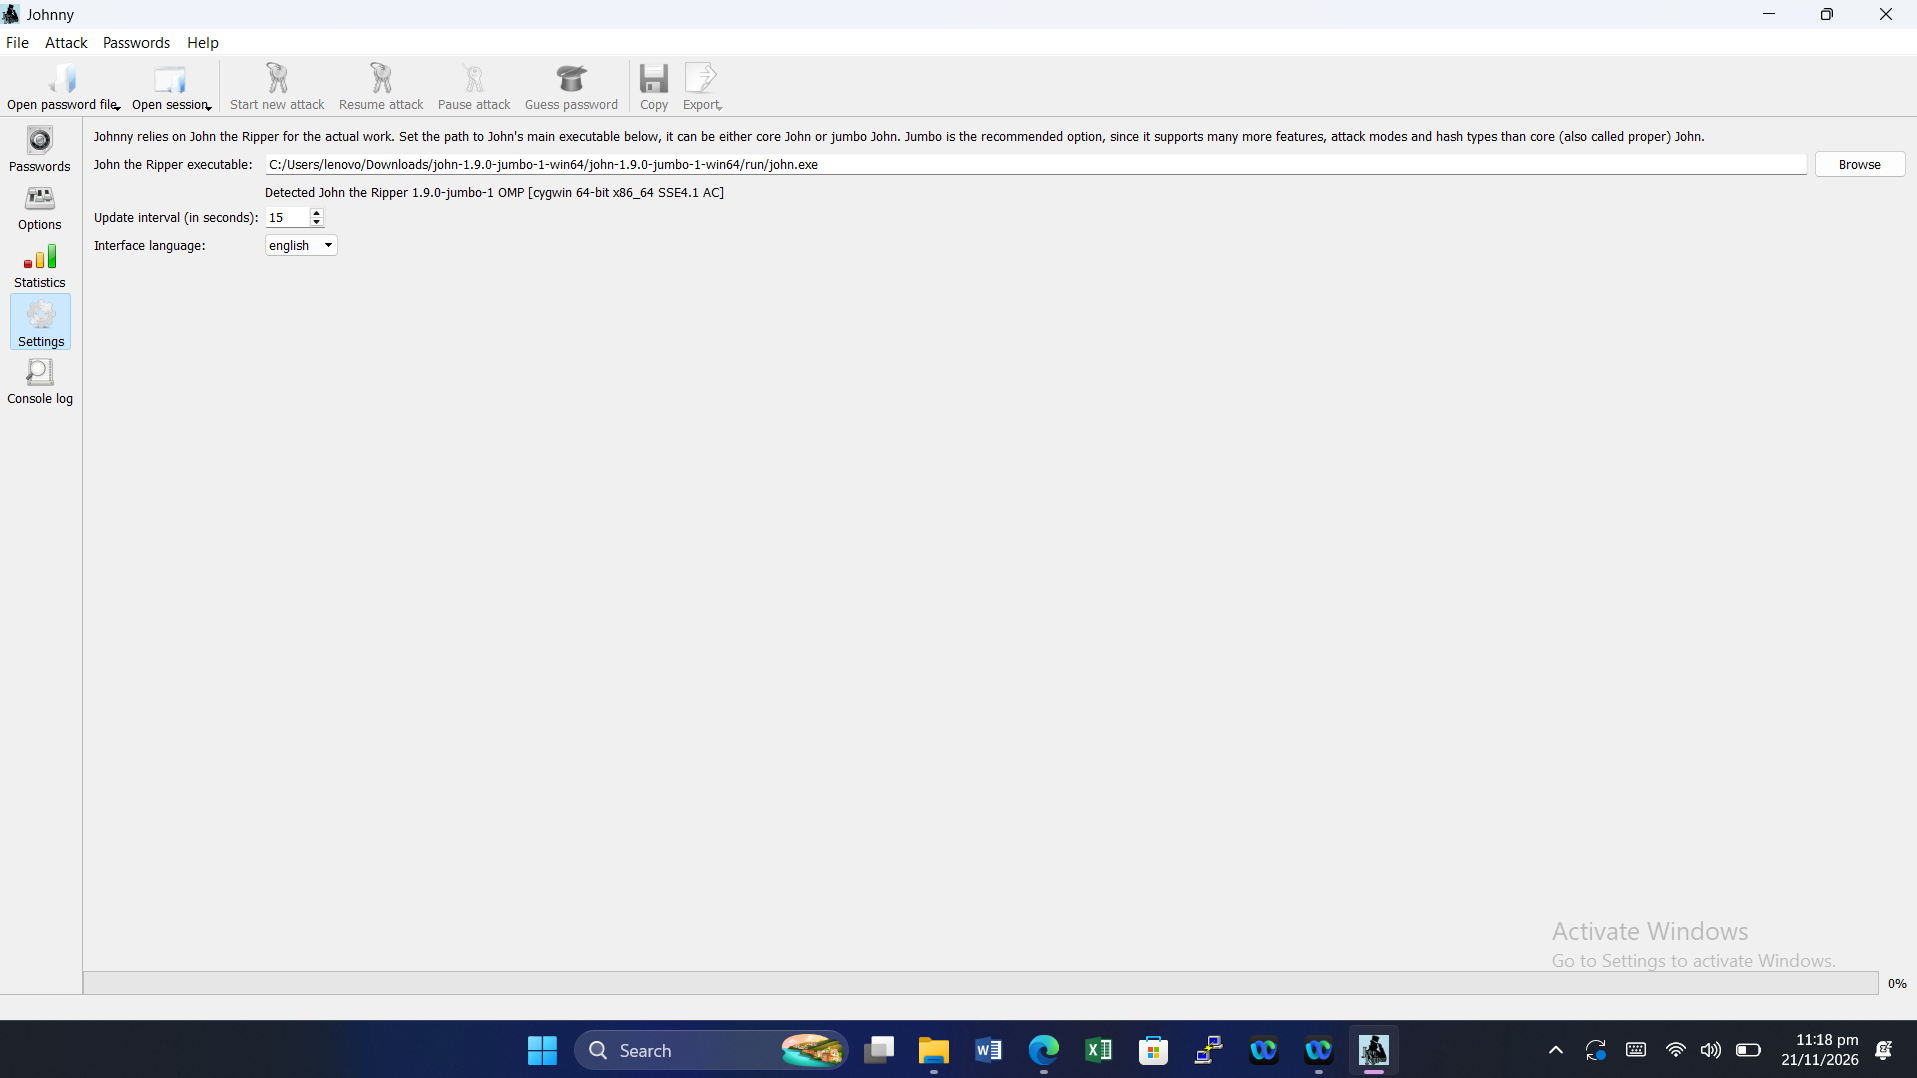 Johnny
File Attack Passwords Help
Open password file Open session Start new attack Resume attack Pause attack Guess password Copy Export
Passwords
Options
Statistics
Settings
Console log
Johnny relies on John the Ripper for the actual work. Set the path to John's main executable below, it can be either core John or jumbo John. Jumbo is the recommended option, since it supports many more features, attack modes and hash types than core (also called proper) John.
John the Ripper executable: C:/Users/lenovo/Downloads/john-1.9.0-jumbo-1-win64/john-1.9.0-jumbo-1-win64/run/john.exe Browse
Detected John the Ripper 1.9.0-jumbo-1 OMP [cygwin 64-bit x86_64 SSE4.1 AC]
Update interval (in seconds): 15
Interface language: english
Activate Windows
Go to Settings to activate Windows.
0%
Search
11:18 pm
21/11/2026